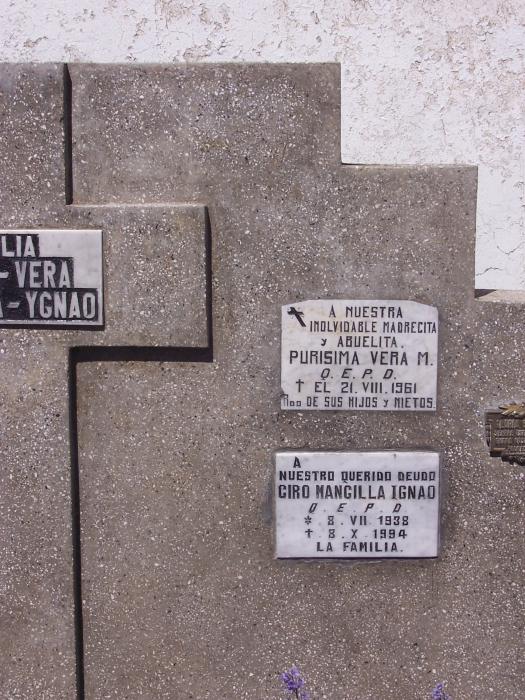 LIA
-VERA
A-YGNAO
A NUESTRA
INOLVIDABLE MADRECITA
y ABUELITA.
PURISIMA VERA M.
Q. E. P. D.
† EL 21. VIII. 1961
DE SUS HIJOS y NIETOS.
A
NUESTRO QUERIDO DEUDO
CIRO MANCILLA IGNAO
Q. E. P. D
* 8. VII 1938
† 8. X. 1994
LA FAMILIA.